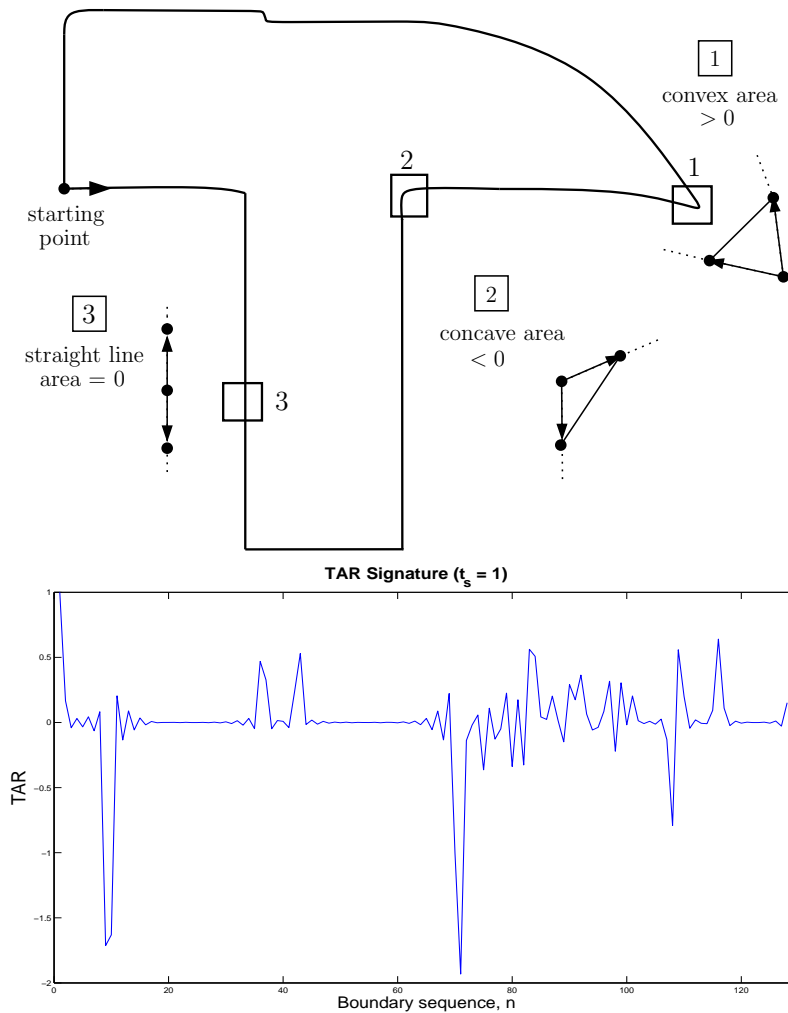 1
convex area
> 0
2
1
starting
point
2
concave area
< 0
3
straight line
area = 0
3
TAR Signature (t_s = 1)
1
0.5
0
−0.5
−1
−1.5
−2
TAR
0 20 40 60 80 100 120
Boundary sequence, n